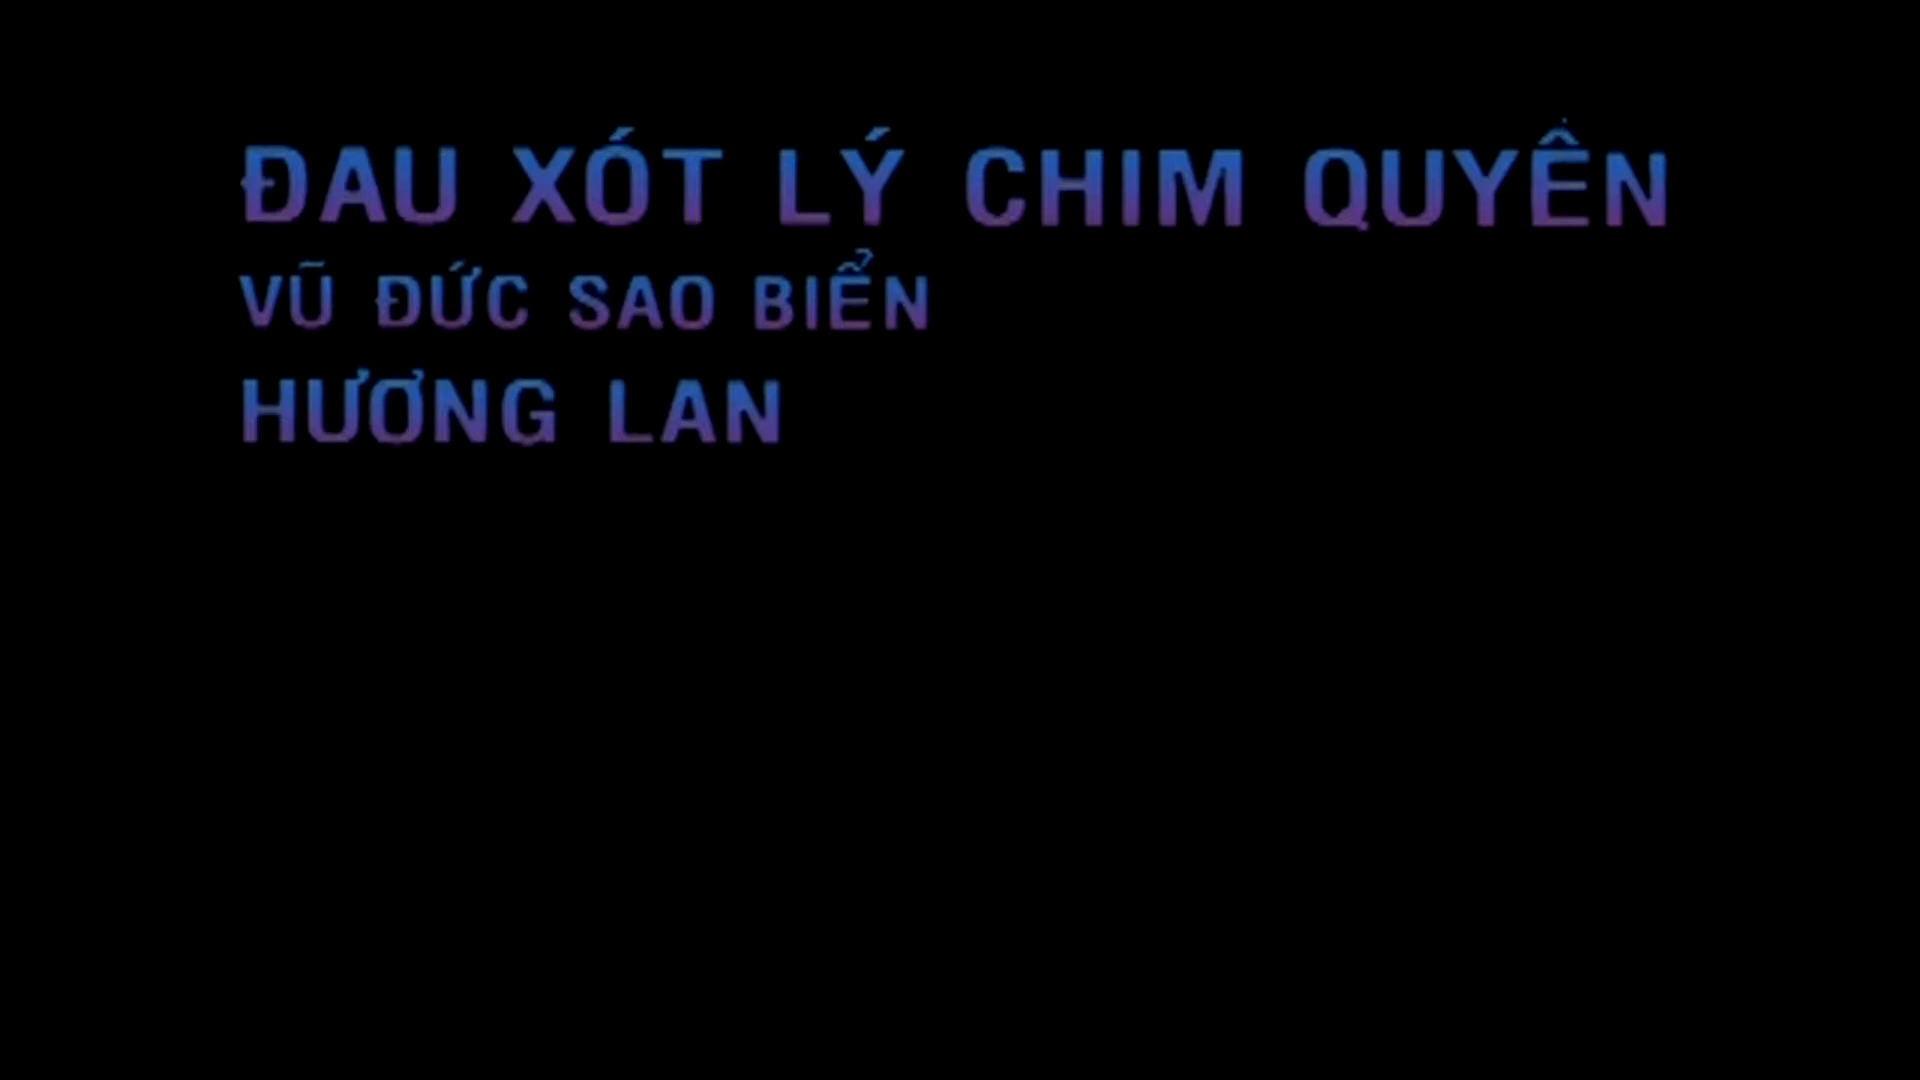 ĐAU XÓT LÝ CHIM QUYÊN
VŨ ĐỨC SAO BIỂN
HƯƠNG LAN